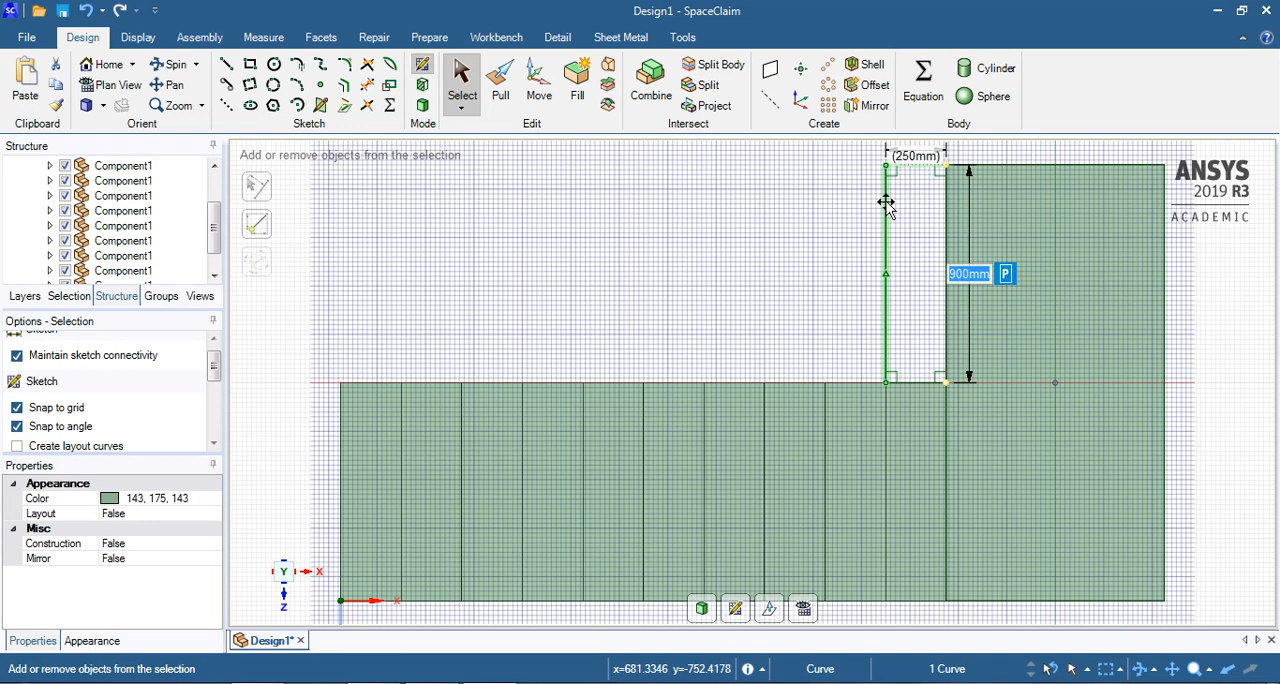 Design1 - SpaceClaim
File Design Display Assembly Measure Facets Repair Prepare Workbench Detail Sheet Metal Tools
Paste
Clipboard
Home Spin
Plan View Pan
Zoom
Orient
Sketch
Mode
Select Pull Move Fill
Edit
Combine
Split Body
Split
Project
Intersect
Shell
Offset
Mirror
Create
Equation
Cylinder
Sphere
Body
Structure
Component1
Component1
Component1
Component1
Component1
Component1
Component1
Component1
Layers Selection Structure Groups Views
Options - Selection
Maintain sketch connectivity
Sketch
Snap to grid
Snap to angle
Create layout curves
Properties
Appearance
Color 143, 175, 143
Layout False
Misc
Construction False
Mirror False
Properties Appearance
Add or remove objects from the selection
(250mm)
900mm P
ANSYS
2019 R3
ACADEMIC
Y X
Z
X
Design1*
Add or remove objects from the selection
x=681.3346 y=-752.4178
Curve
1 Curve